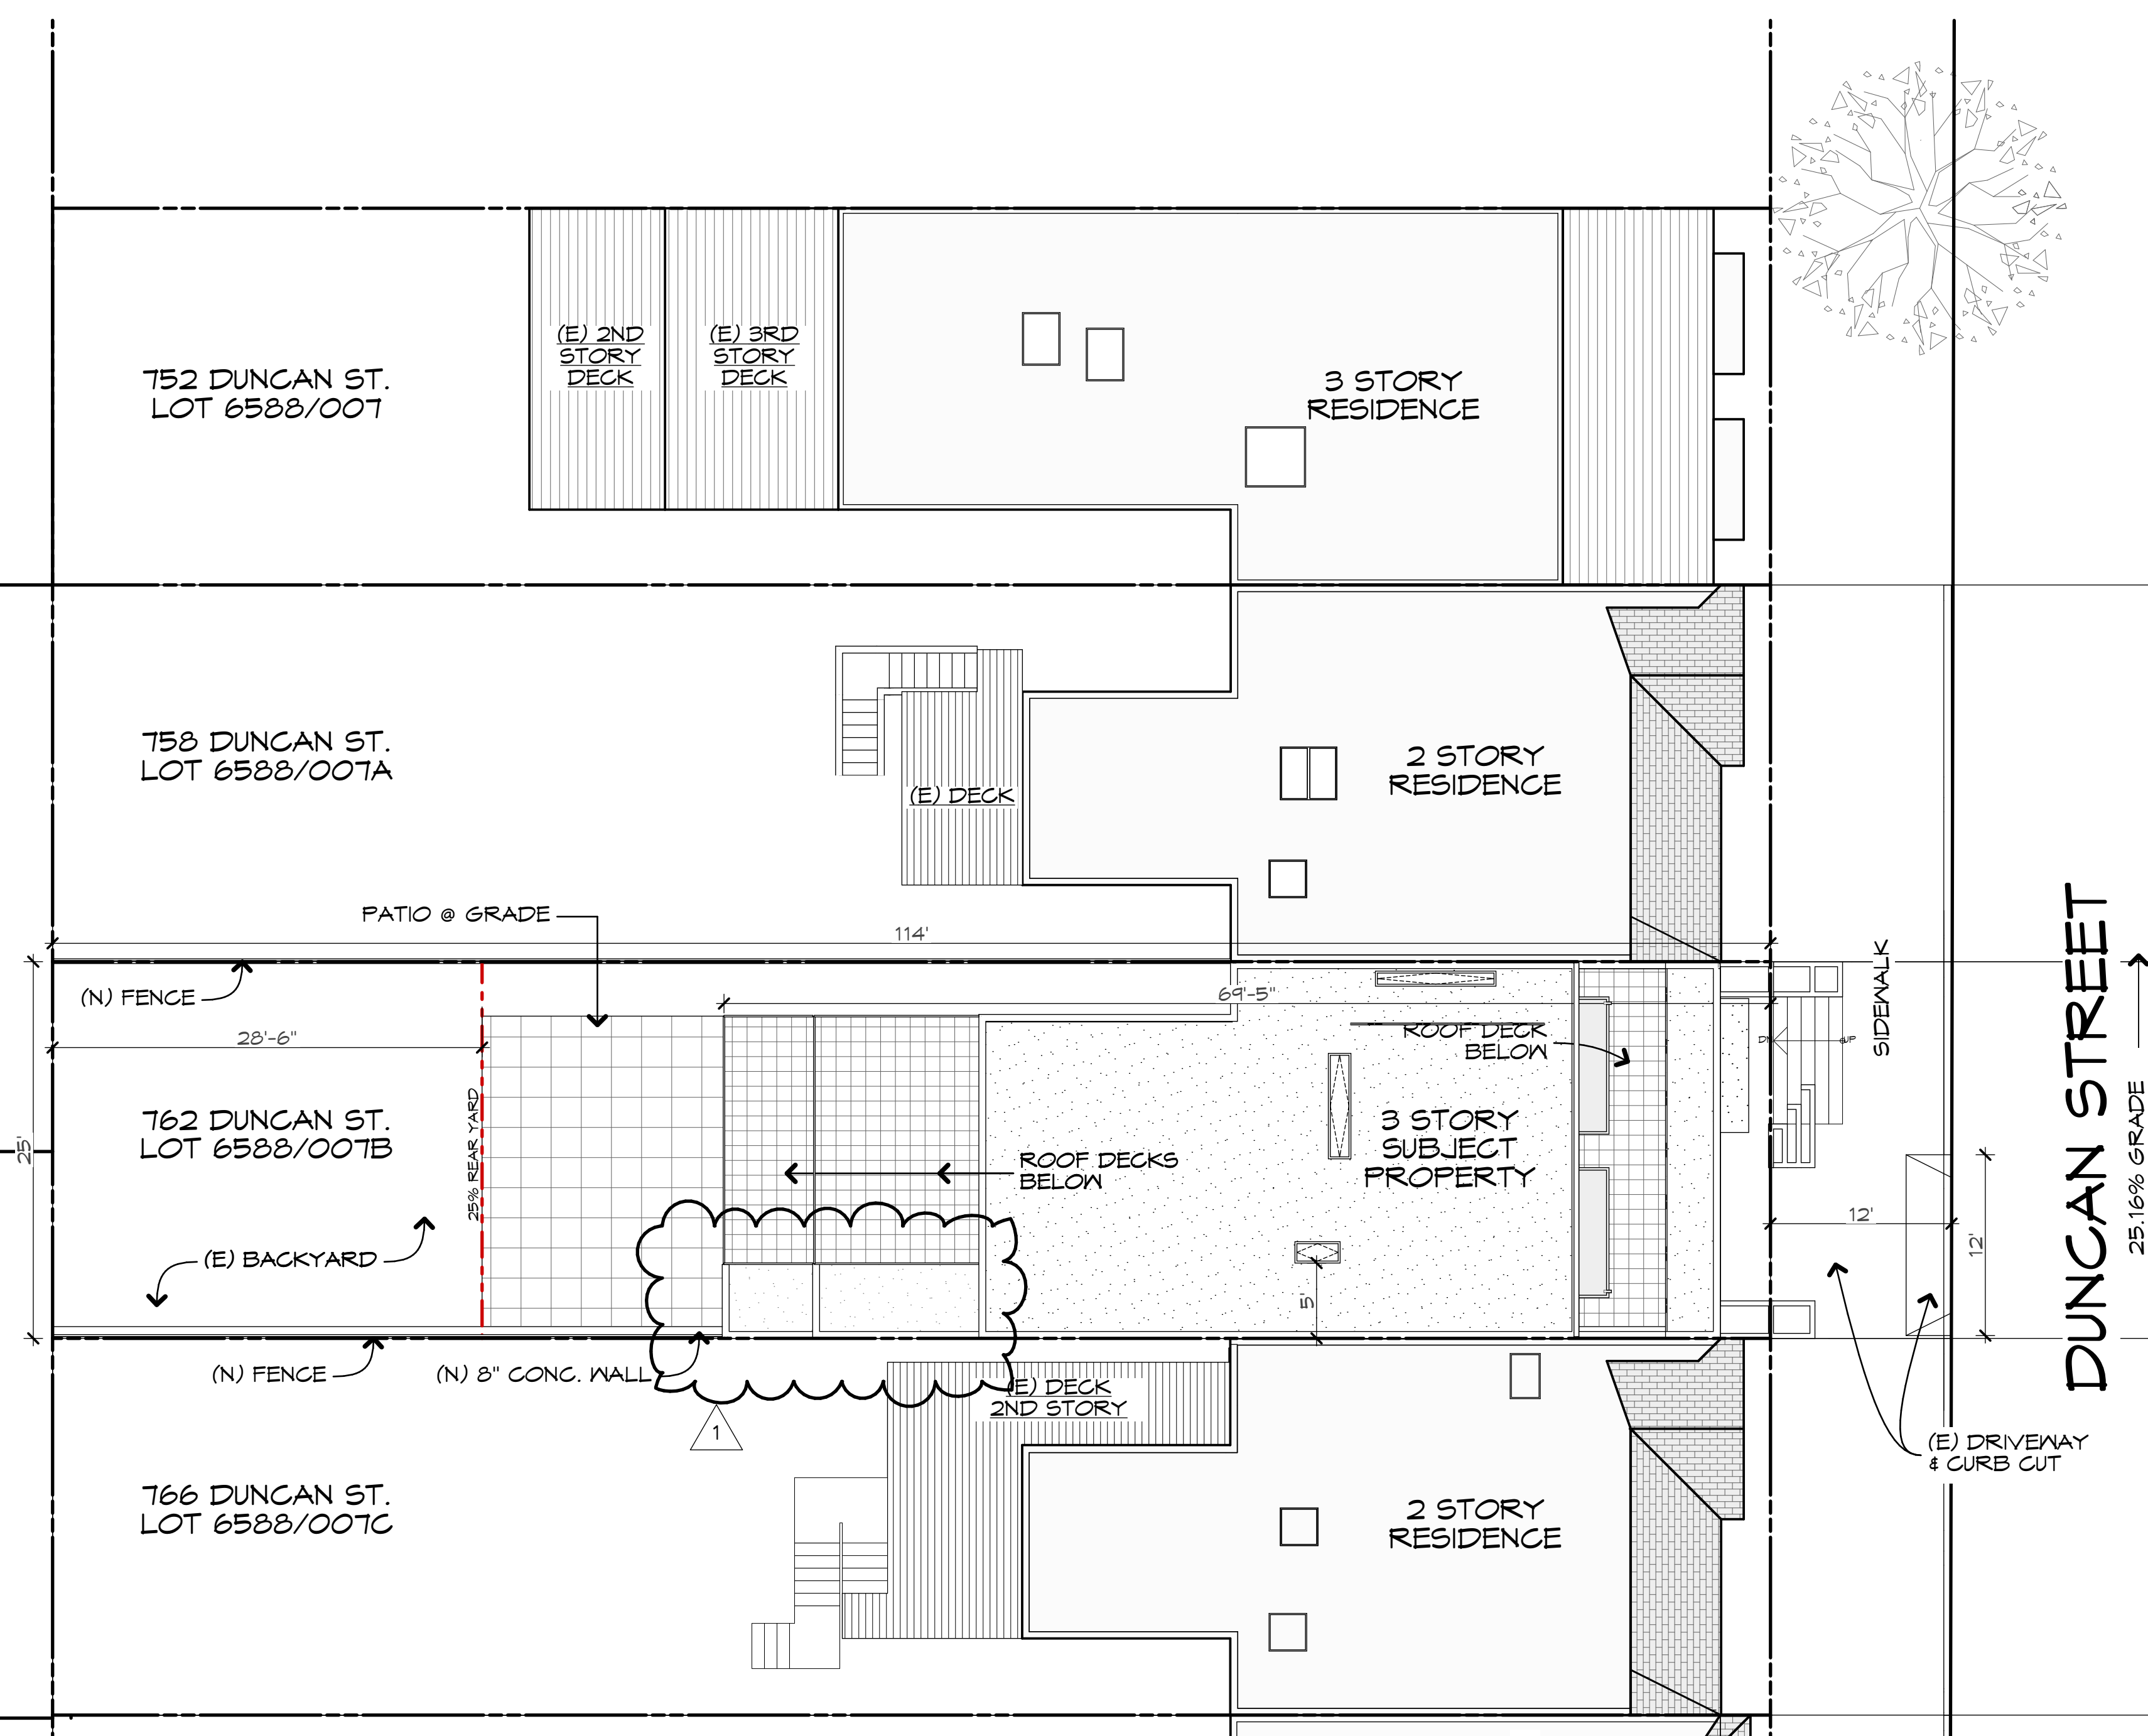 (E) 2ND
STORY
DECK
(E) 3RD
STORY
DECK
3 STORY
RESIDENCE
752 DUNCAN ST.
LOT 6588/007
758 DUNCAN ST.
LOT 6588/007A
(E) DECK
2 STORY
RESIDENCE
PATIO @ GRADE
114'
(N) FENCE
69'-5"
28'-6"
ROOF DECK
BELOW
DN
UP
SIDEWALK
DUNCAN STREET
25.16% GRADE
762 DUNCAN ST.
LOT 6588/007B
25'
25% REAR YARD
ROOF DECKS
BELOW
3 STORY
SUBJECT
PROPERTY
12'
12'
(E) BACKYARD
5'
(N) FENCE
(N) 8" CONC. WALL
(E) DECK
2ND STORY
1
(E) DRIVEWAY
& CURB CUT
766 DUNCAN ST.
LOT 6588/007C
2 STORY
RESIDENCE